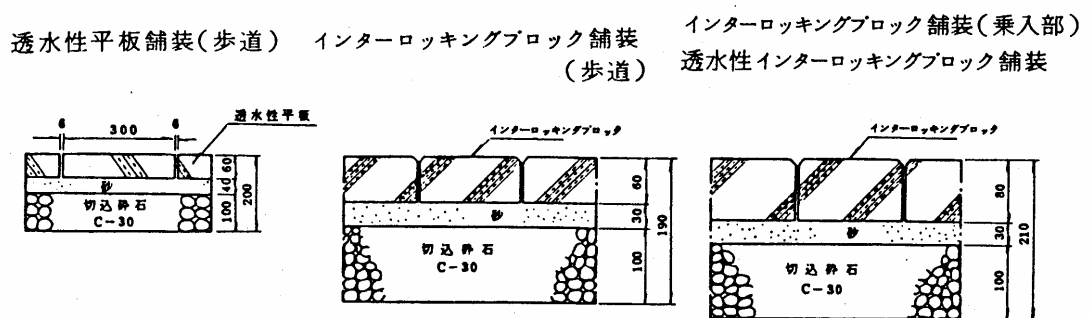 透水性平板舗装(歩道)
インターロッキングブロック舗装
(歩道)
インターロッキングブロック舗装(乗入部)
透水性インターロッキングブロック舗装
6
300
6
透水性平板
砂
切込砕石
C-30
60
40
100
200
インターロッキングブロック
砂
切込砕石
C-30
60
30
100
190
インターロッキングブロック
砂
切込砕石
C-30
80
30
100
210